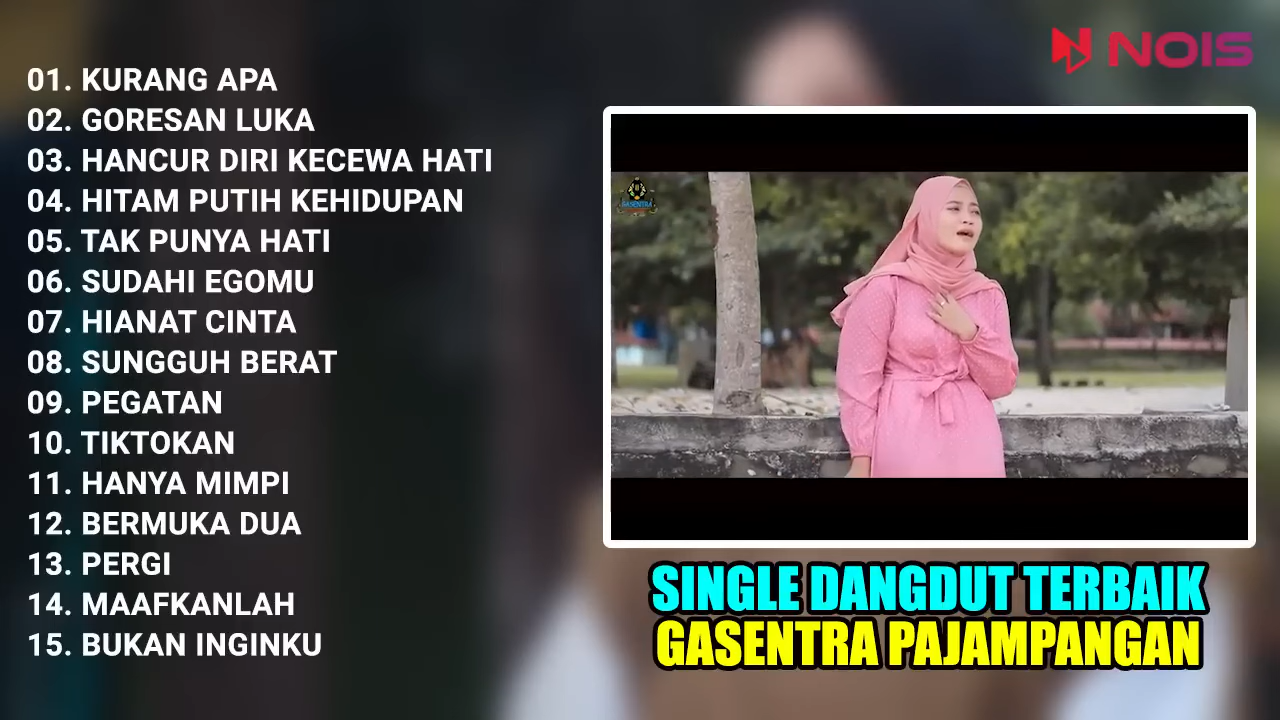 NOIS
01. KURANG APA
02. GORESAN LUKA
03. HANCUR DIRI KECEWA HATI
04. HITAM PUTIH KEHIDUPAN
05. TAK PUNYA HATI
06. SUDAHI EGOMU
07. HIANAT CINTA
08. SUNGGUH BERAT
09. PEGATAN
10. TIKTOKAN
11. HANYA MIMPI
12. BERMUKA DUA
13. PERGI
14. MAAFKANLAH
15. BUKAN INGINKU
GASENTRA
SINGLE DANGDUT TERBAIK
GASENTRA PAJAMPANGAN